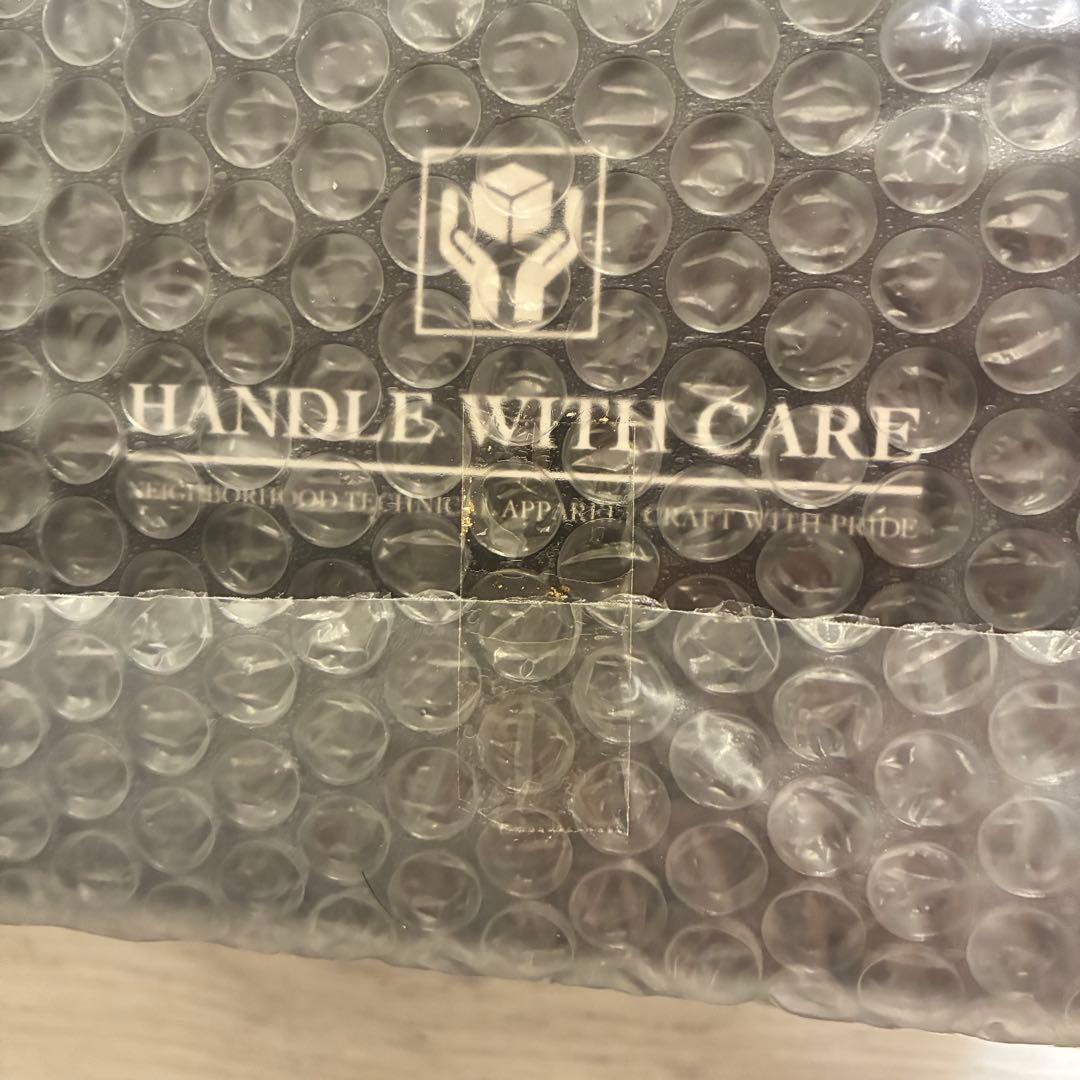 HANDLE WITH CARE
NEIGHBORHOOD TECHNICAL APPAREL CRAFT WITH PRIDE